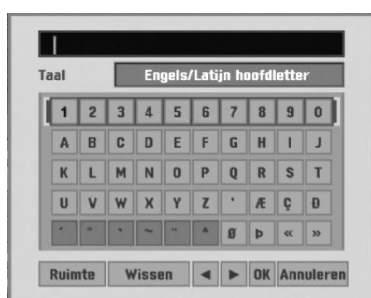 Taal Engels/Latijn hoofdletter
1 2 3 4 5 6 7 8 9 0
A B C D E F G H I J
K L M N O P Q R S T
U V W X Y Z · Æ Ç Ð
Ø Þ « »
Ruimte Wissen ◄ ► OK Annuleren